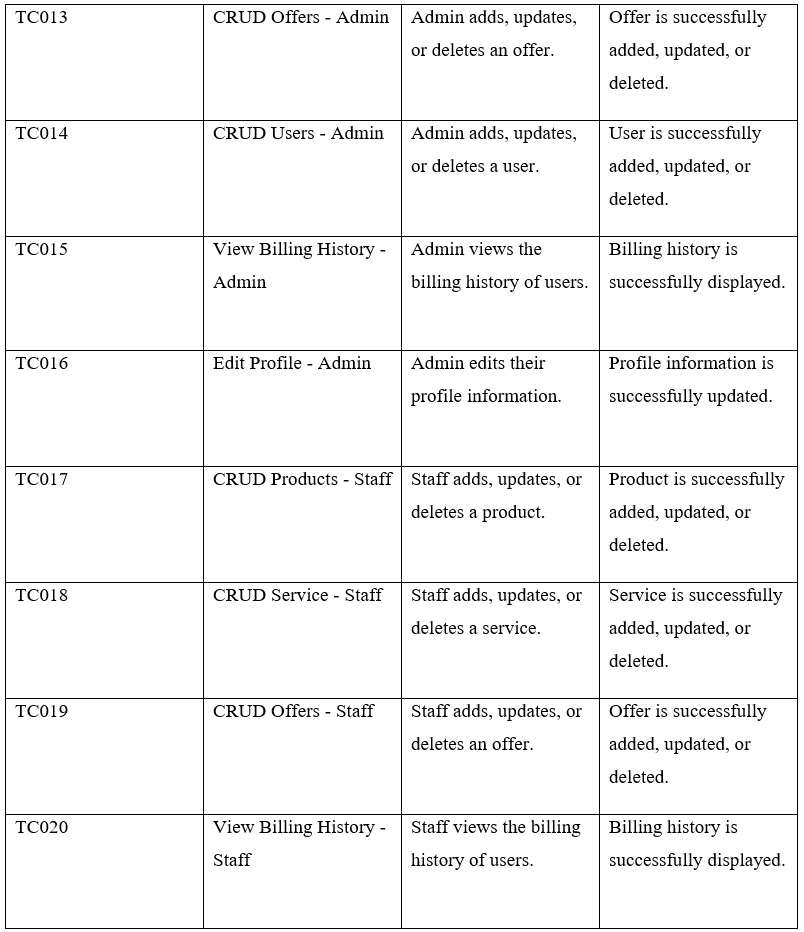 TC013
CRUD Offers - Admin
Admin adds, updates,
or deletes an offer.
Offer is successfully
added, updated, or
deleted.
TC014
CRUD Users - Admin
Admin adds, updates,
or deletes a user.
User is successfully
added, updated, or
deleted.
TC015
View Billing History -
Admin
Admin views the
billing history of users.
Billing history is
successfully displayed.
TC016
Edit Profile - Admin
Admin edits their
profile information.
Profile information is
successfully updated.
TC017
CRUD Products - Staff
Staff adds, updates, or
deletes a product.
Product is successfully
added, updated, or
deleted.
TC018
CRUD Service - Staff
Staff adds, updates, or
deletes a service.
Service is successfully
added, updated, or
deleted.
TC019
CRUD Offers - Staff
Staff adds, updates, or
deletes an offer.
Offer is successfully
added, updated, or
deleted.
TC020
View Billing History -
Staff
Staff views the billing
history of users.
Billing history is
successfully displayed.